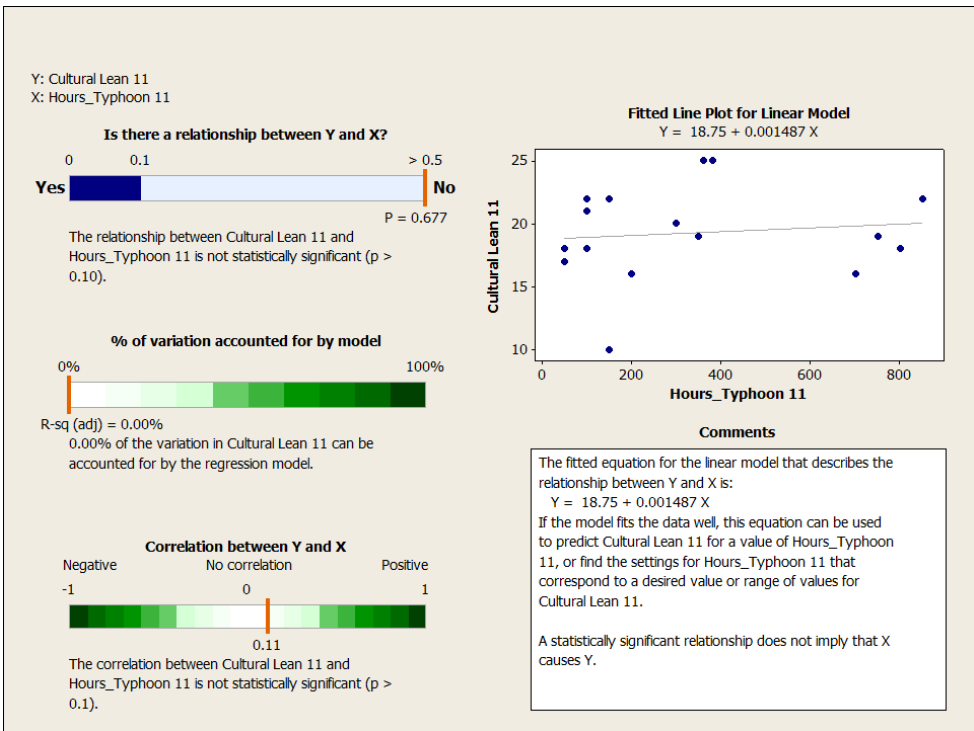 Y: Cultural Lean 11
X: Hours_Typhoon 11
Is there a relationship between Y and X?
0 0.1 > 0.5
Yes No
P = 0.677
The relationship between Cultural Lean 11 and
Hours_Typhoon 11 is not statistically significant (p >
0.10).
% of variation accounted for by model
0% 100%
R-sq (adj) = 0.00%
0.00% of the variation in Cultural Lean 11 can be
accounted for by the regression model.
Correlation between Y and X
Negative No correlation Positive
-1 0 1
0.11
The correlation between Cultural Lean 11 and
Hours_Typhoon 11 is not statistically significant (p >
0.1).
Fitted Line Plot for Linear Model
Y = 18.75 + 0.001487 X
Cultural Lean 11
25
20
15
10
0 200 400 600 800
Hours_Typhoon 11
Comments
The fitted equation for the linear model that describes the
relationship between Y and X is:
Y = 18.75 + 0.001487 X
If the model fits the data well, this equation can be used
to predict Cultural Lean 11 for a value of Hours_Typhoon
11, or find the settings for Hours_Typhoon 11 that
correspond to a desired value or range of values for
Cultural Lean 11.
A statistically significant relationship does not imply that X
causes Y.